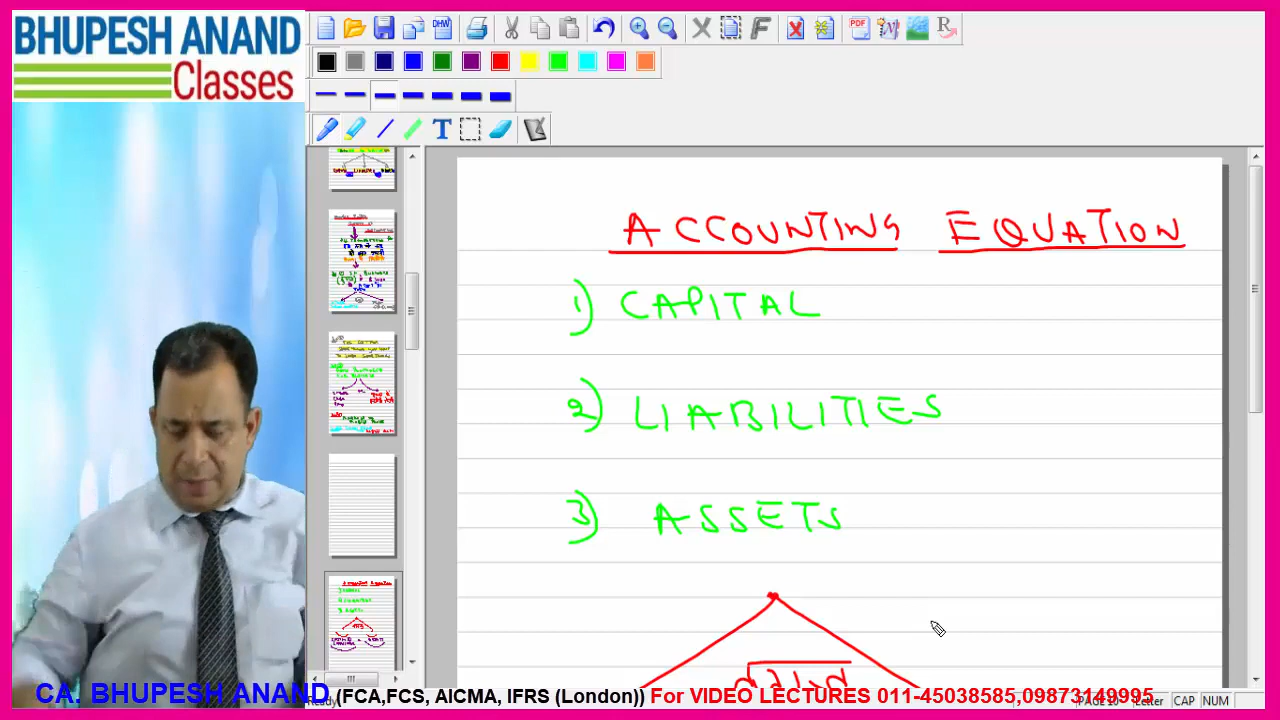 BHUPESH ANAND
Classes
ACCOUNTING EQUATION
1) CAPITAL
2) LIABILITIES
3) ASSETS
CA. BHUPESH ANAND (FCA,FCS, AICMA, IFRS (London)) For VIDEO LECTURES 011-45038585,09873149995
Letter CAP NUM